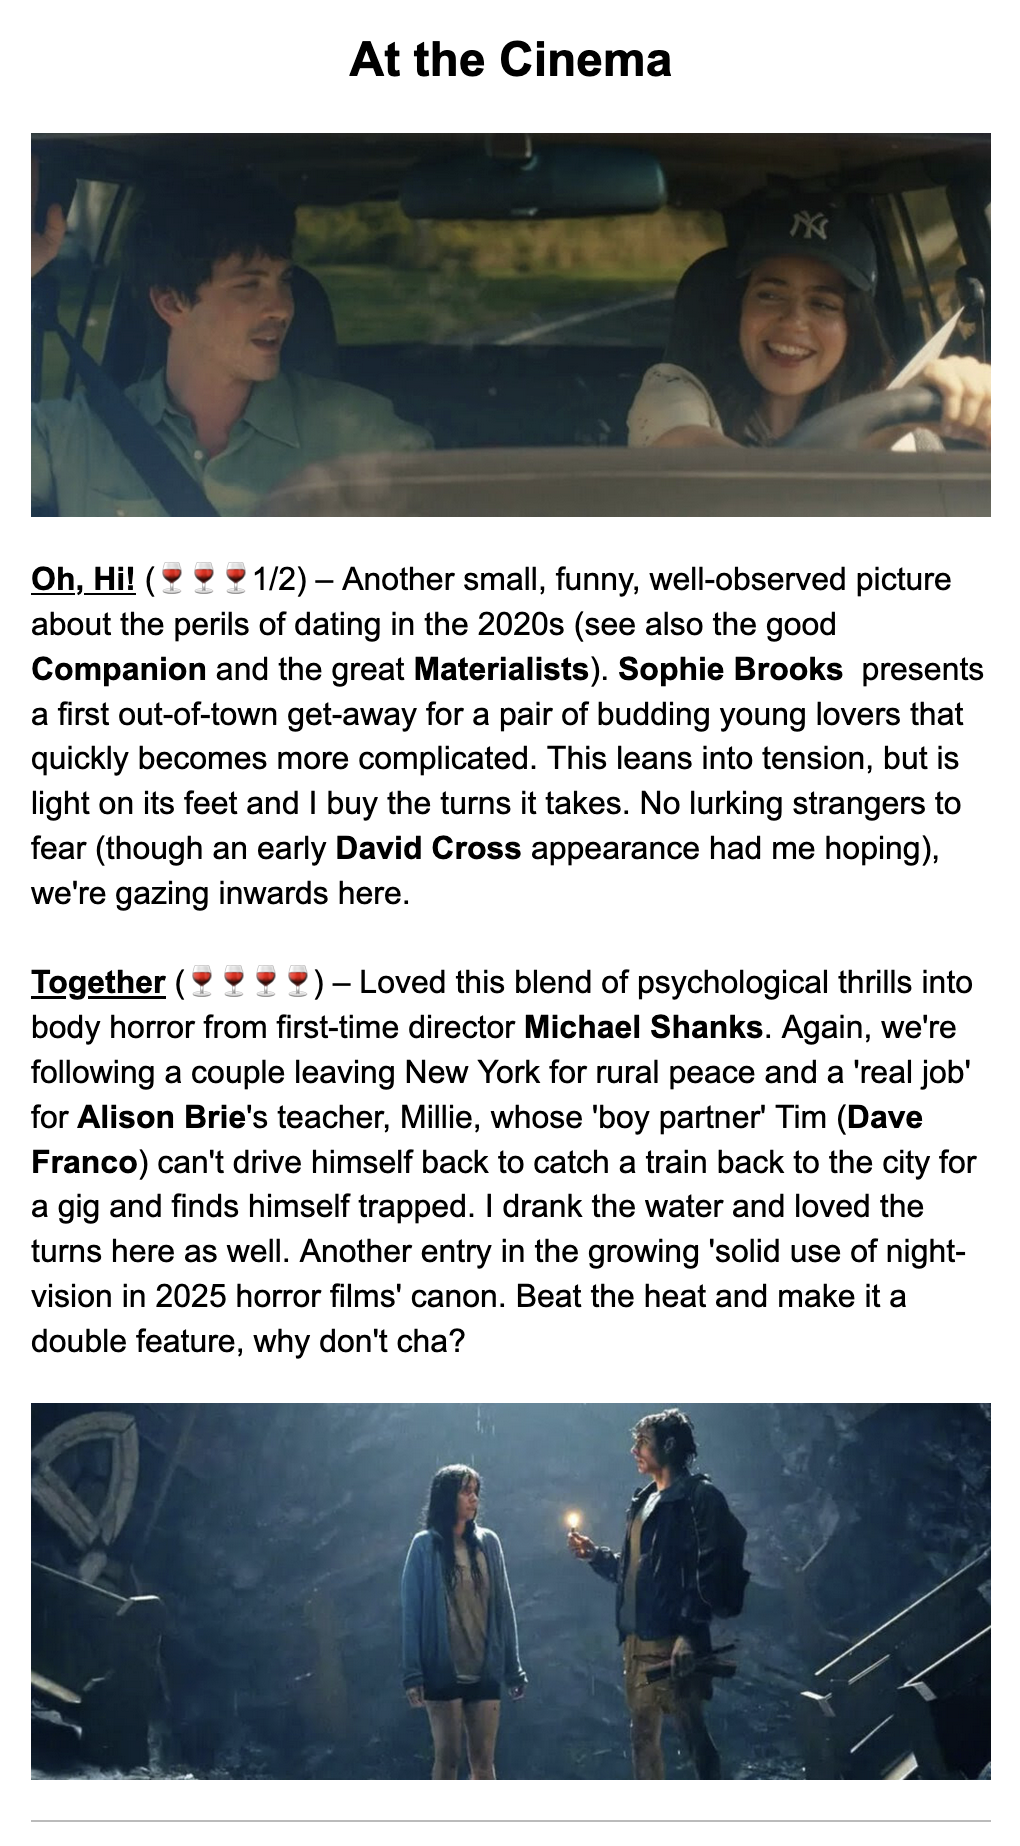 At the Cinema
NY
Oh, Hi! (🍷🍷🍷1/2) – Another small, funny, well-observed picture
about the perils of dating in the 2020s (see also the good
Companion and the great Materialists). Sophie Brooks  presents
a first out-of-town get-away for a pair of budding young lovers that
quickly becomes more complicated. This leans into tension, but is
light on its feet and I buy the turns it takes. No lurking strangers to
fear (though an early David Cross appearance had me hoping),
we're gazing inwards here.
Together (🍷🍷🍷🍷) – Loved this blend of psychological thrills into
body horror from first-time director Michael Shanks. Again, we're
following a couple leaving New York for rural peace and a 'real job'
for Alison Brie's teacher, Millie, whose 'boy partner' Tim (Dave
Franco) can't drive himself back to catch a train back to the city for
a gig and finds himself trapped. I drank the water and loved the
turns here as well. Another entry in the growing 'solid use of night-
vision in 2025 horror films' canon. Beat the heat and make it a
double feature, why don't cha?